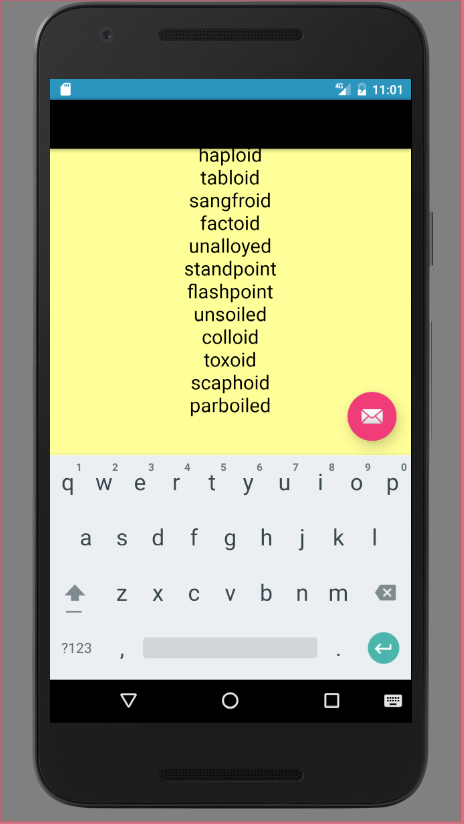 4G 11:01
haploid
tabloid
sangfroid
factoid
unalloyed
standpoint
flashpoint
unsoiled
colloid
toxoid
scaphoid
parboiled
1 2 3 4 5 6 7 8 9 0
q w e r t y u i o p
a s d f g h j k l
z x c v b n m
?123 , .